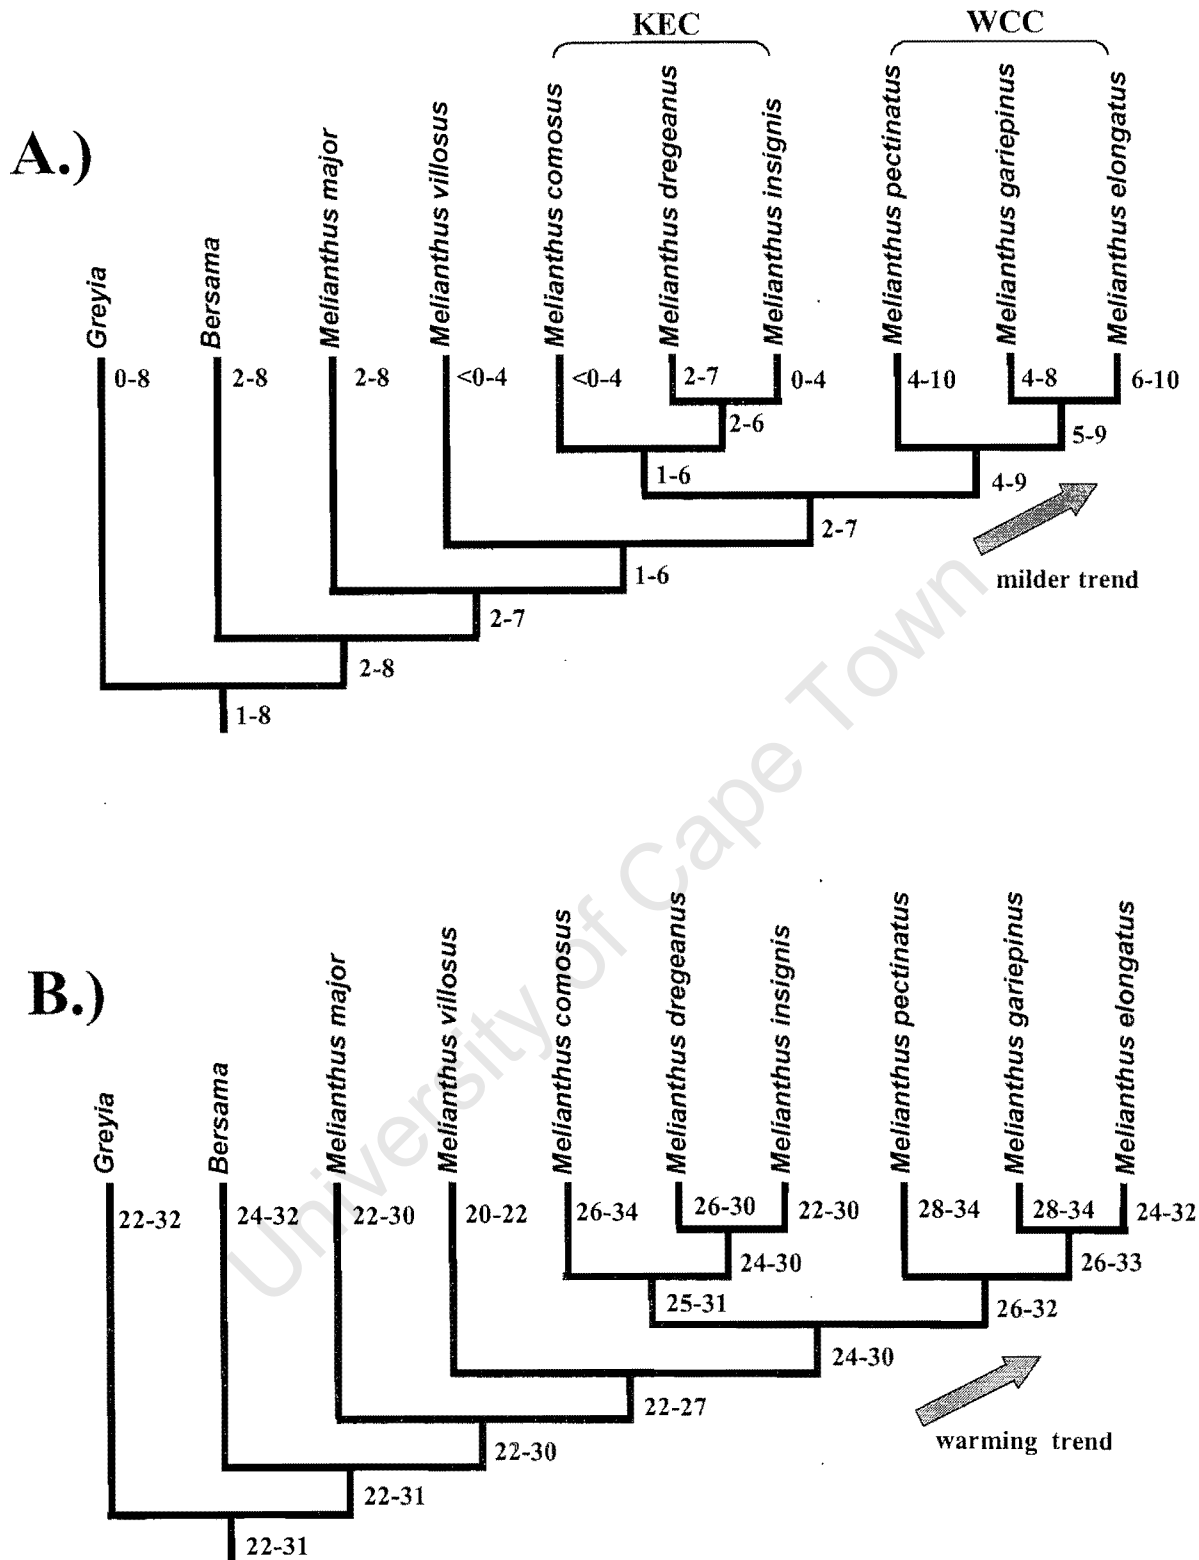 KEC
WCC
A.)
Greyia
Bersama
Melianthus major
Melianthus villosus
Melianthus comosus
Melianthus dregeanus
Melianthus insignis
Melianthus pectinatus
Melianthus gariepinus
Melianthus elongatus
0-8
2-8
2-8
<0-4
<0-4
2-7
0-4
4-10
4-8
6-10
2-6
5-9
1-6
4-9
2-7
1-6
milder trend
2-7
2-8
1-8
University of Cape Town
B.)
Greyia
Bersama
Melianthus major
Melianthus villosus
Melianthus comosus
Melianthus dregeanus
Melianthus insignis
Melianthus pectinatus
Melianthus gariepinus
Melianthus elongatus
22-32
24-32
22-30
20-22
26-34
26-30
22-30
28-34
28-34
24-32
24-30
26-33
25-31
26-32
24-30
22-27
warming trend
22-30
22-31
22-31